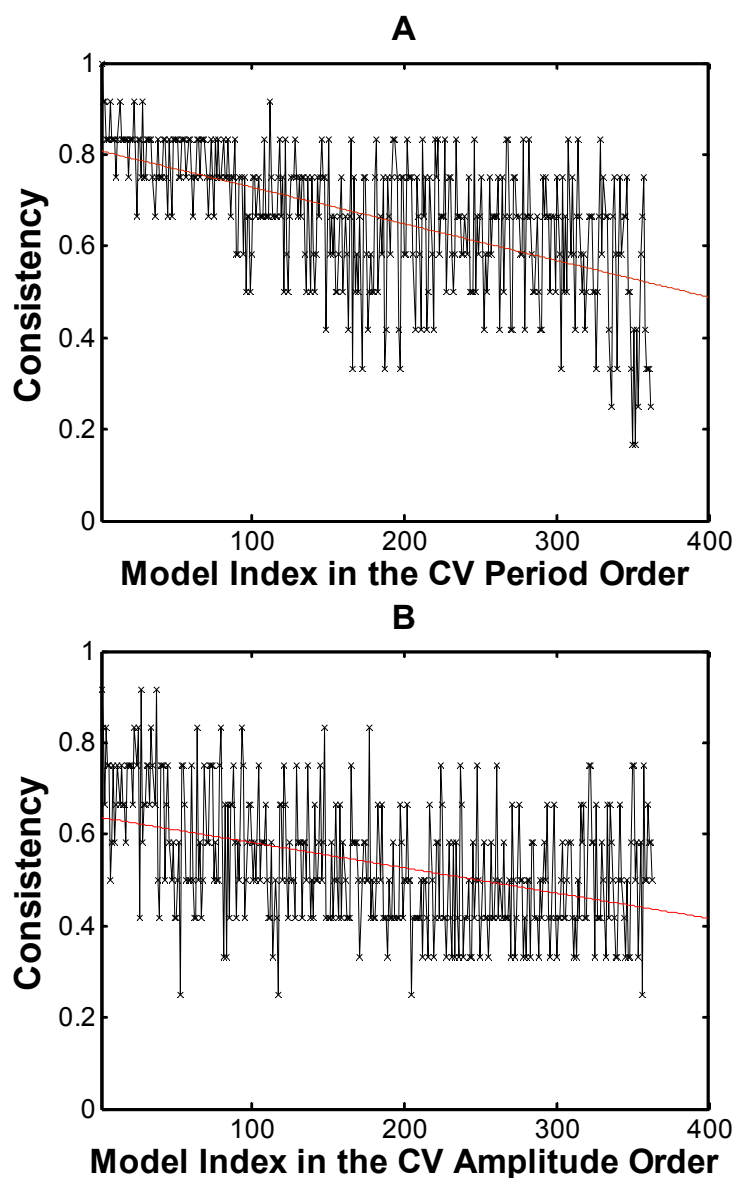 A
1
0.8
0.6
0.4
0.2
0
Consistency
100 200 300 400
Model Index in the CV Period Order
B
1
0.8
0.6
0.4
0.2
0
Consistency
0 100 200 300 400
Model Index in the CV Amplitude Order